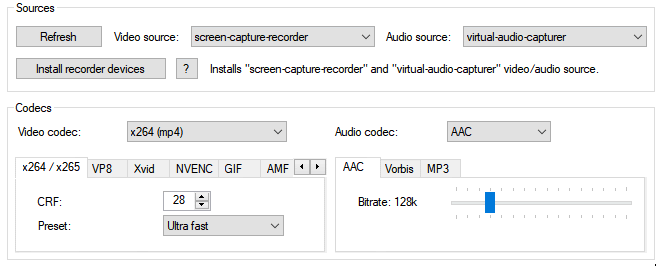 Sources
Refresh Video source: screen-capture-recorder Audio source: virtual-audio-capturer
Install recorder devices ? Installs "screen-capture-recorder" and "virtual-audio-capturer" video/audio source.
Codecs
Video codec: x264 (mp4) Audio codec: AAC
x264 / x265 VP8 Xvid NVENC GIF AMF AAC Vorbis MP3
CRF: 28 Bitrate: 128k
Preset: Ultra fast